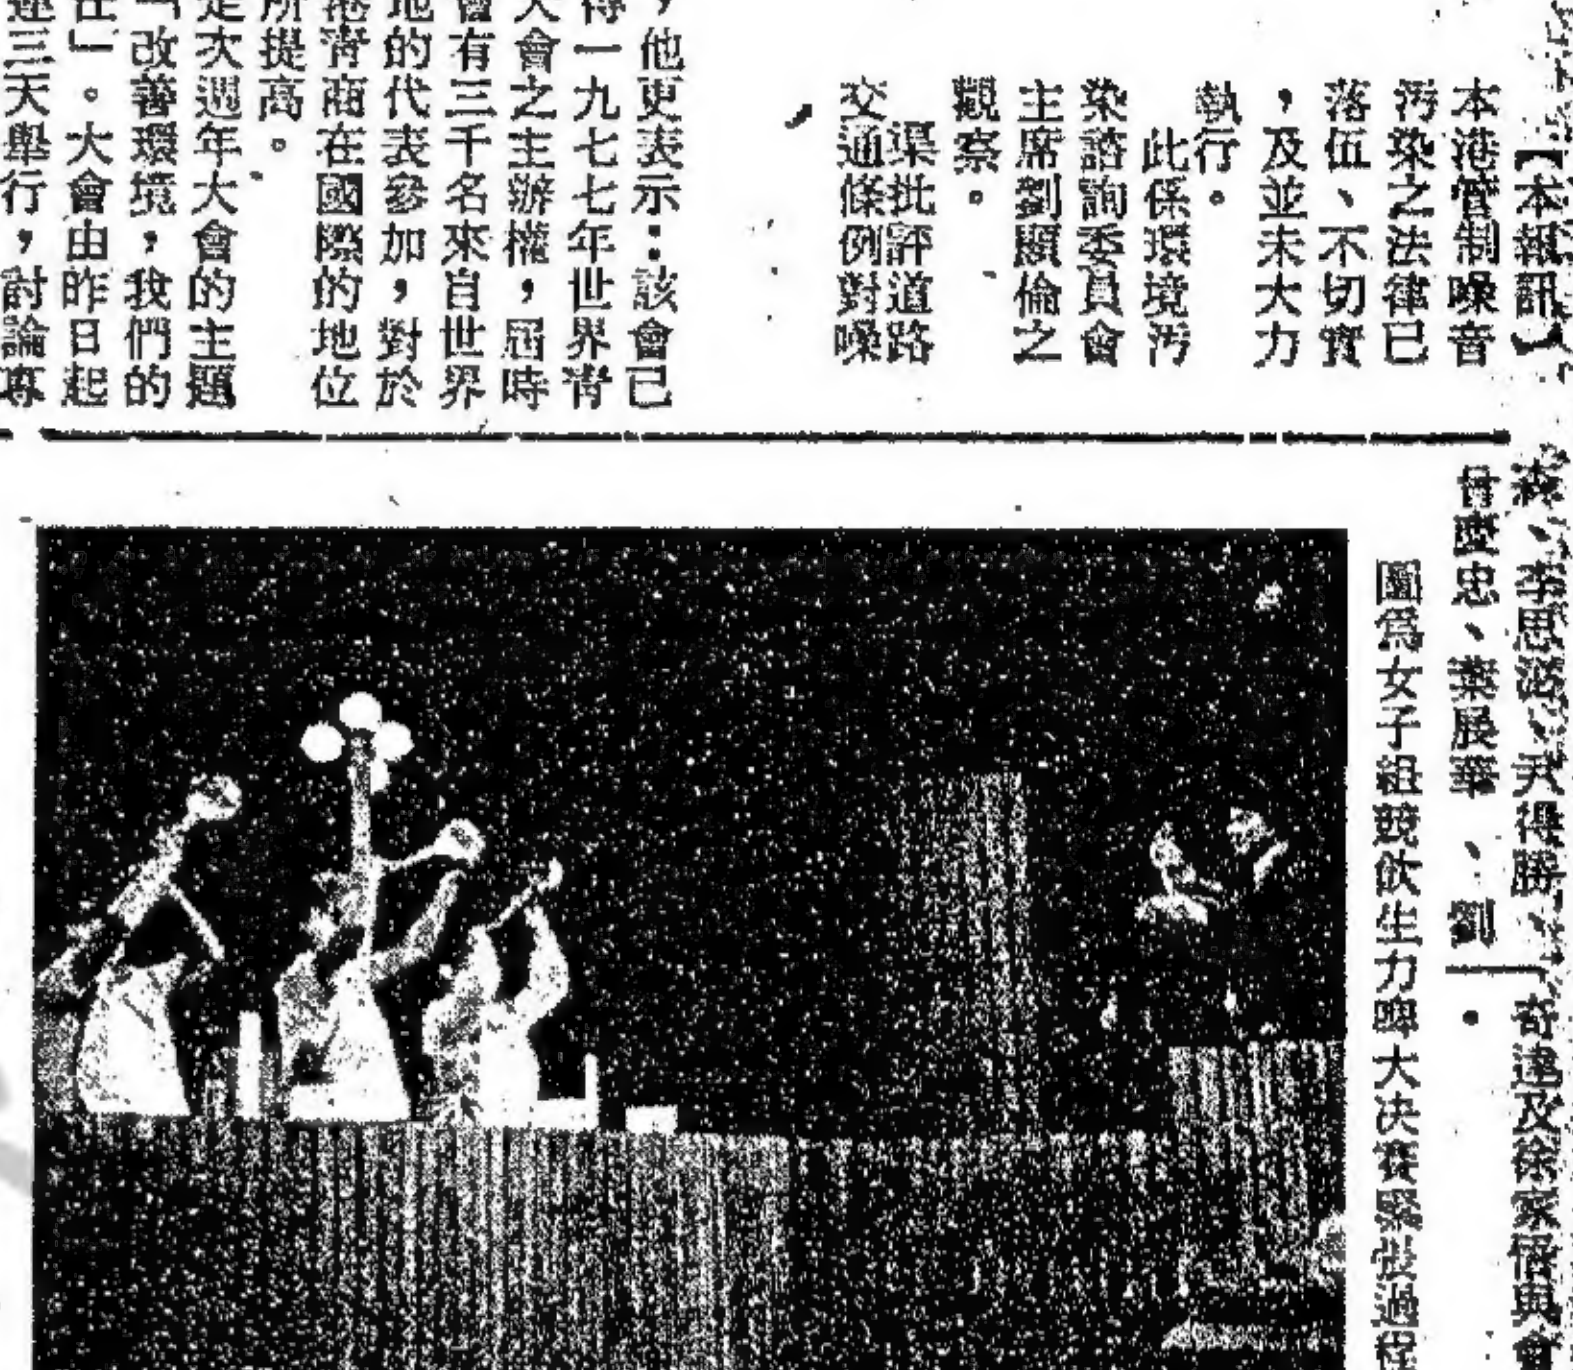 【本報訊】
本港管制噪音
污染之法律已
落伍、不切實
，及並未大力
執行。
此係環境污
染諮詢委員會
主席劉顯倫之
觀察。
渠批評道路
交通條例對噪
，他更表示：該會已
得一九七七年世界青
大會之主辦權，屆時
會有三千名來自世界
地的代表參加，對於
港青商在國際的地位
所提高。
是次週年大會的主題
「改善環境，我們的
任」。大會由昨日起
連三天舉行，討論專
李思 、尹得勝、 奇達及徐家 與會
曾慶忠、葉展華、劉 。
圖為女子組競飲生力啤大決賽緊張過程